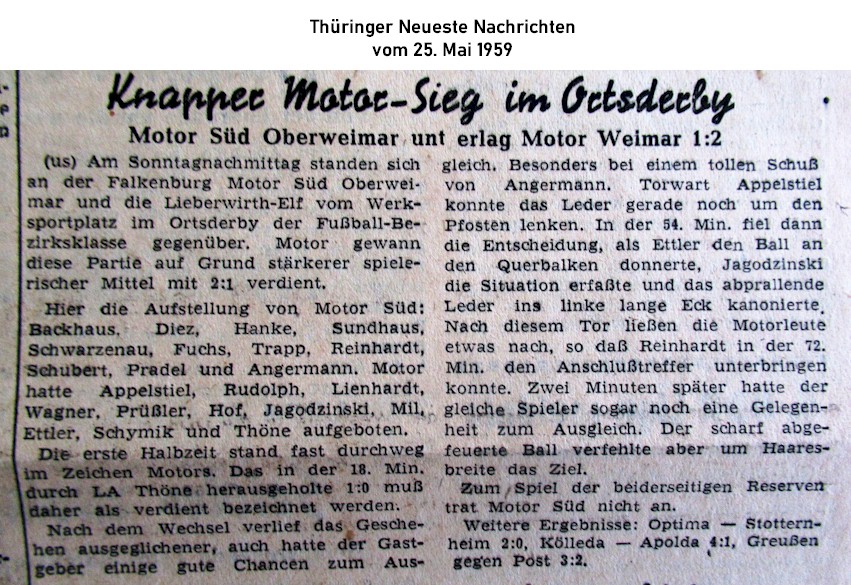 Thüringer Neueste Nachrichten
vom 25. Mai 1959
Knapper Motor-Sieg im Ortsderby
Motor Süd Oberweimar unt erlag Motor Weimar 1:2
(us) Am Sonntagnachmittag standen sich
an der Falkenburg Motor Süd Oberwei-
mar und die Lieberwirth-Elf vom Werk-
sportplatz im Ortsderby der Fußball-Be-
zirksklasse gegenüber. Motor gewann
diese Partie auf Grund stärkerer spiele-
rischer Mittel mit 2:1 verdient.
Hier die Aufstellung von Motor Süd:
Backhaus, Diez, Hanke, Sundhaus,
Schwarzenau, Fuchs, Trapp, Reinhardt,
Schubert, Pradel und Angermann. Motor
hatte Appelstiel, Rudolph, Lienhardt,
Wagner, Prüßler, Hof, Jagodzinski, Mil,
Ettler, Schymik und Thöne aufgeboten.
Die erste Halbzeit stand fast durchweg
im Zeichen Motors. Das in der 18. Min.
durch LA Thöne herausgeholte 1:0 muß
daher als verdient bezeichnet werden.
Nach dem Wechsel verlief das Gesche-
hen ausgeglichener, auch hatte der Gast-
geber einige gute Chancen zum Aus-
gleich. Besonders bei einem tollen Schuß
von Angermann. Torwart Appelstiel
konnte das Leder gerade noch um den
Pfosten lenken. In der 54. Min. fiel dann
die Entscheidung, als Ettler den Ball an
den Querbalken donnerte, Jagodzinski
die Situation erfaßte und das abprallende
Leder ins linke lange Eck kanonierte.
Nach diesem Tor ließen die Motorleute
etwas nach, so daß Reinhardt in der 72.
Min. den Anschlußtreffer unterbringen
konnte. Zwei Minuten später hatte der
gleiche Spieler sogar noch eine Gelegen-
heit zum Ausgleich. Der scharf abge-
feuerte Ball verfehlte aber um Haares-
breite das Ziel.
Zum Spiel der beiderseitigen Reserven
trat Motor Süd nicht an.
Weitere Ergebnisse: Optima — Stottern-
heim 2:0, Kölleda — Apolda 4:1, Greußen
gegen Post 3:2.